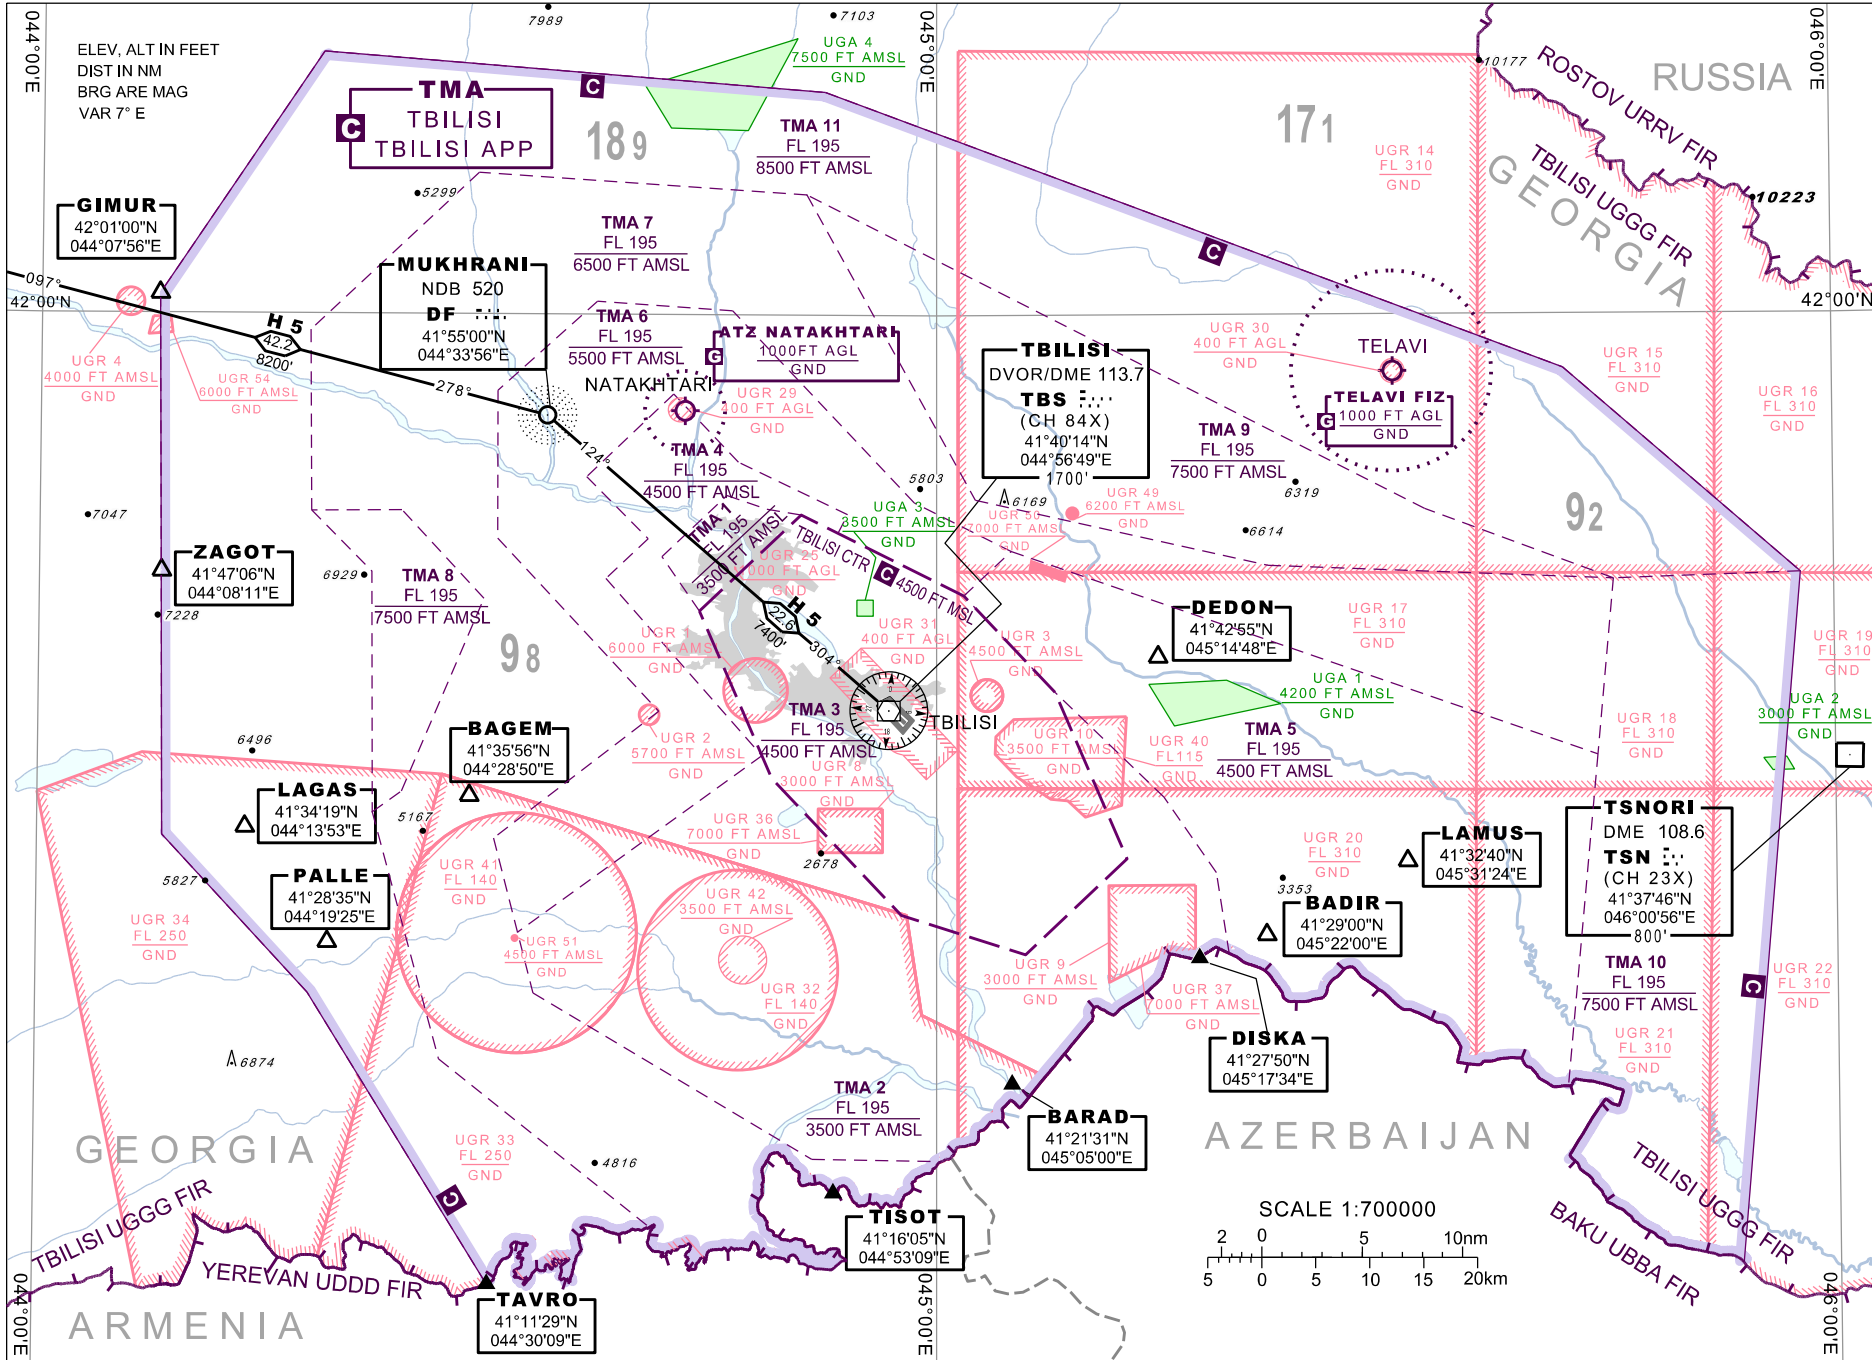 ELEV, ALT IN FEET
DIST IN NM
BRG ARE MAG
VAR 7° E
044°00'E
045°00'E
046°00'E
7989
7103
UGA 4
7500 FT AMSL
GND
10177
ROSTOV URRV FIR
TBILISI UGGG FIR
RUSSIA
GEORGIA
10223
TMA
C
TBILISI
TBILISI APP
C
189
171
TMA 11
FL 195
8500 FT AMSL
UGR 14
FL 310
GND
5299
GIMUR
42°01'00"N
044°07'56"E
TMA 7
FL 195
6500 FT AMSL
C
097°
42°00'N
42°00'N
MUKHRANI
NDB 520
DF
41°55'00"N
044°33'56"E
H 5
42.2
8200'
278°
UGR 4
4000 FT AMSL
GND
UGR 54
6000 FT AMSL
GND
TMA 6
FL 195
5500 FT AMSL
ATZ NATAKHTARI
G
1000FT AGL
GND
NATAKHTARI
UGR 29
400 FT AGL
GND
TBILISI
DVOR/DME 113.7
TBS
(CH 84X)
41°40'14"N
044°56'49"E
1700'
UGR 30
400 FT AGL
GND
TELAVI
TELAVI FIZ
G
1000 FT AGL
GND
UGR 15
FL 310
GND
UGR 16
FL 310
GND
124°
TMA 4
FL 195
4500 FT AMSL
TMA 9
FL 195
7500 FT AMSL
5803
6169
6319
6614
92
7047
UGR 49
6200 FT AMSL
GND
UGR 50
7000 FT AMSL
GND
UGA 3
3500 FT AMSL
GND
TMA 1
FL 195
3500 FT AMSL
TBILISI CTR
C
4500 FT MSL
UGR 25
GND
ZAGOT
41°47'06"N
044°08'11"E
6929
7228
TMA 8
FL 195
7500 FT AMSL
98
H 5
22.6
7400'
304°
UGR 1
6000 FT AMSL
GND
UGR 31
400 FT AGL
GND
UGR 3
4500 FT AMSL
GND
DEDON
41°42'55"N
045°14'48"E
UGR 17
FL 310
GND
UGR 19
FL 310
GND
UGA 1
4200 FT AMSL
GND
UGA 2
3000 FT AMSL
GND
BAGEM
41°35'56"N
044°28'50"E
6496
UGR 2
5700 FT AMSL
GND
TMA 3
FL 195
4500 FT AMSL
TBILISI
UGR 8
3000 FT AMSL
GND
UGR 10
3500 FT AMSL
GND
UGR 40
FL115
GND
TMA 5
FL 195
4500 FT AMSL
UGR 18
FL 310
GND
LAGAS
41°34'19"N
044°13'53"E
5167
UGR 36
7000 FT AMSL
GND
2678
UGR 20
FL 310
GND
LAMUS
41°32'40"N
045°31'24"E
TSNORI
DME 108.6
TSN
(CH 23X)
41°37'46"N
046°00'56"E
800'
5827
PALLE
41°28'35"N
044°19'25"E
UGR 41
FL 140
GND
UGR 42
3500 FT AMSL
GND
3353
BADIR
41°29'00"N
045°22'00"E
UGR 34
FL 250
GND
UGR 51
4500 FT AMSL
GND
UGR 32
FL 140
GND
UGR 9
3000 FT AMSL
GND
UGR 37
7000 FT AMSL
GND
TMA 10
FL 195
7500 FT AMSL
C
UGR 22
FL 310
GND
UGR 21
FL 310
GND
6874
DISKA
41°27'50"N
045°17'34"E
TMA 2
FL 195
3500 FT AMSL
BARAD
41°21'31"N
045°05'00"E
GEORGIA
UGR 33
FL 250
GND
4816
C
AZERBAIJAN
TBILISI UGGG FIR
BAKU UBBA FIR
TISOT
41°16'05"N
044°53'09"E
TBILISI UGGG FIR
YEREVAN UDDD FIR
ARMENIA
TAVRO
41°11'29"N
044°30'09"E
SCALE 1:700000
2 0 5 10nm
5 0 5 10 15 20km
044°00'E
045°00'E
046°00'E